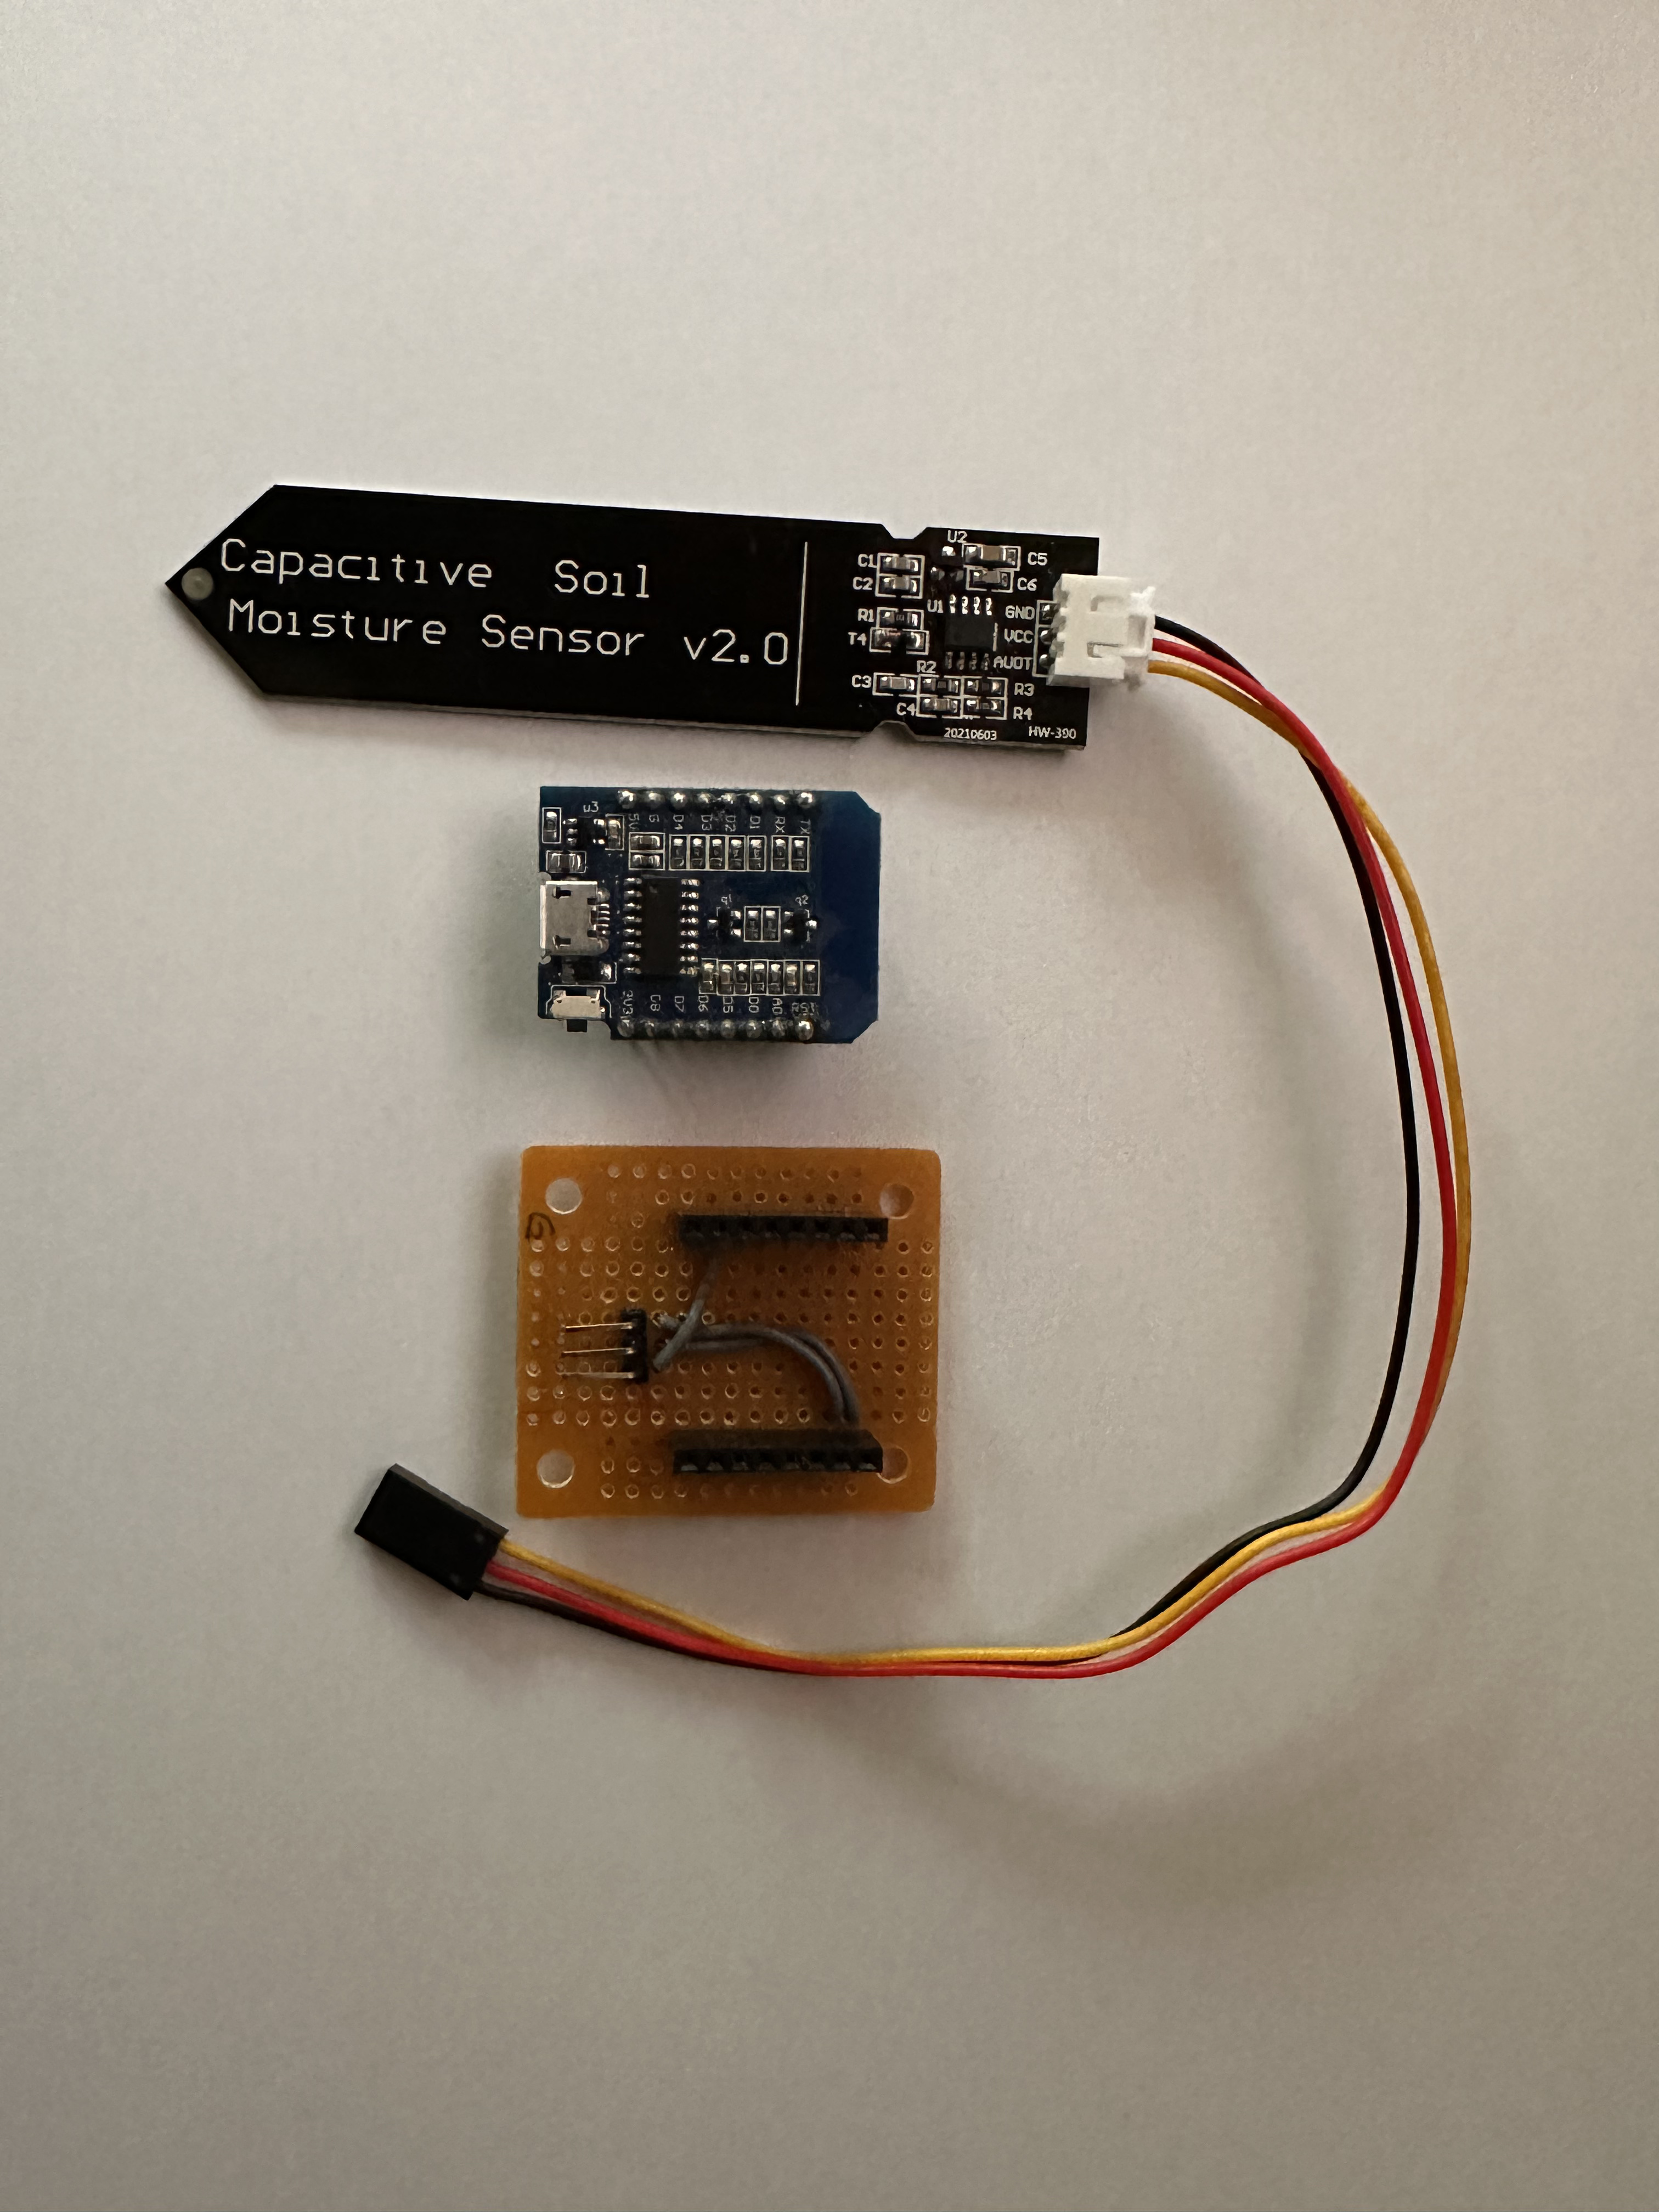 Capacitive Soil
Moisture Sensor v2.0
U2
C1
C5
C2
C6
U1
GND
R1
VCC
T4
AUOT
R2
C3
R3
C4
R4
20210603
HW-390
u3
5V
G
D4
D3
D2
D1
RX
TX
q1
q2
3V3
D8
D7
D6
D5
D0
A0
G